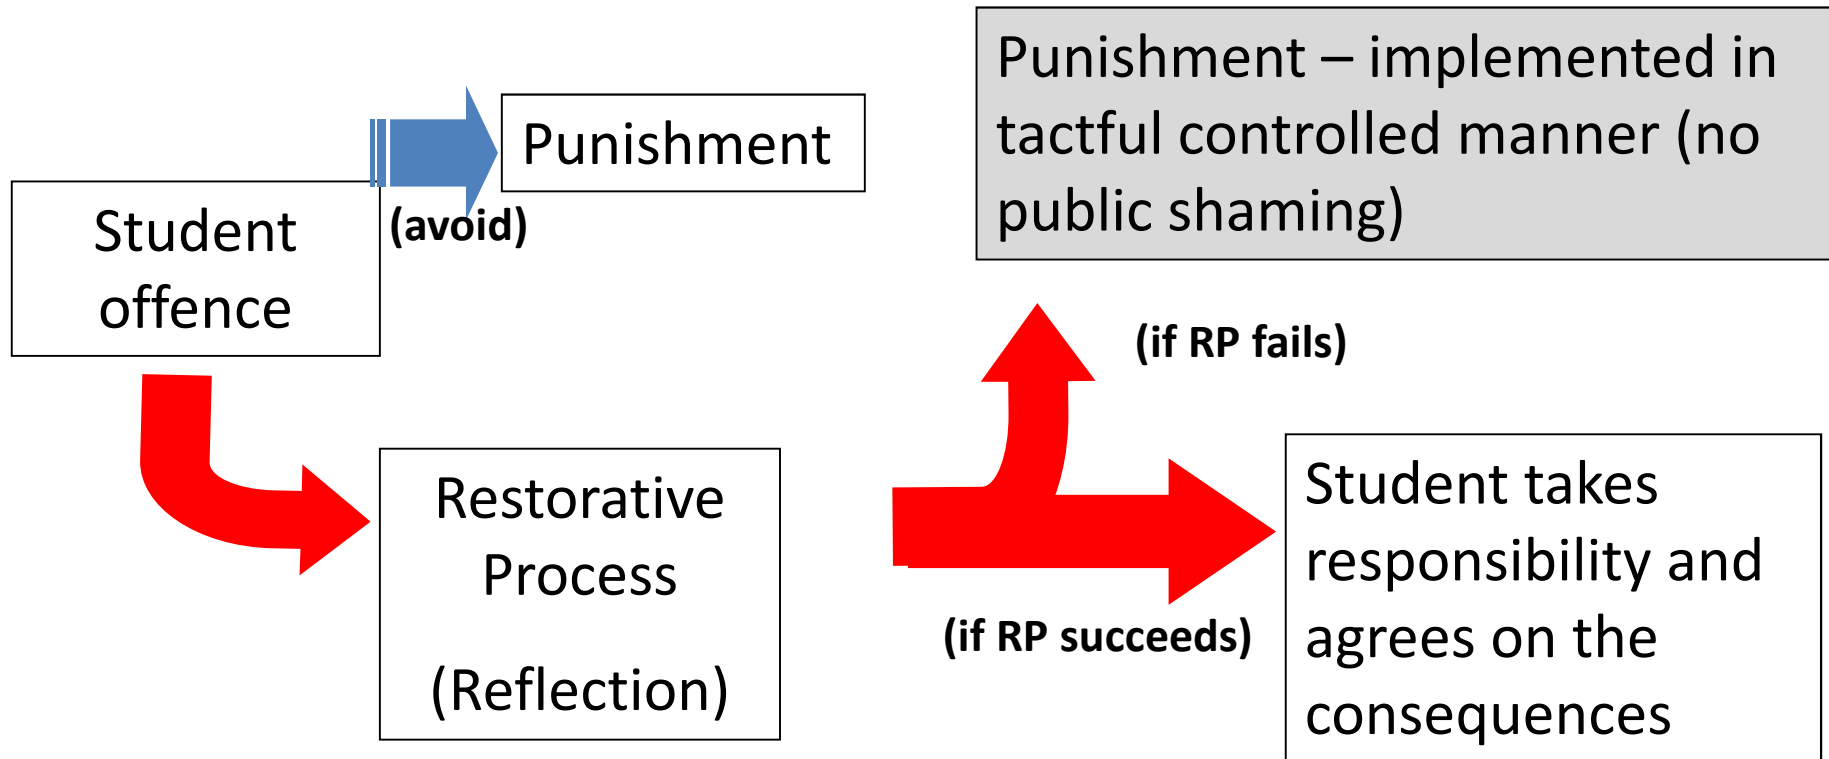 Student
offence
(avoid)
Punishment
Punishment – implemented in
tactful controlled manner (no
public shaming)
(if RP fails)
Restorative
Process
(Reflection)
(if RP succeeds)
Student takes
responsibility and
agrees on the
consequences